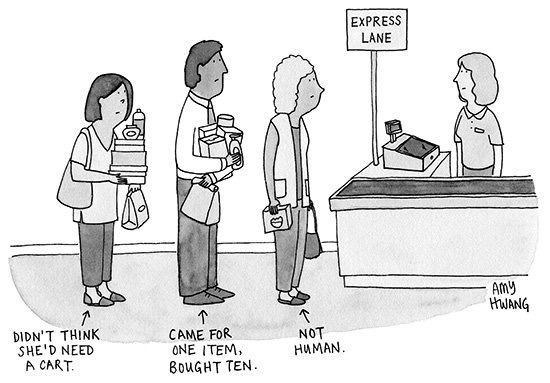 EXPRESS
LANE
DIDN'T THINK
SHE'D NEED
A CART.
CAME FOR
ONE ITEM,
BOUGHT TEN.
NOT
HUMAN.
AMY
HWANG